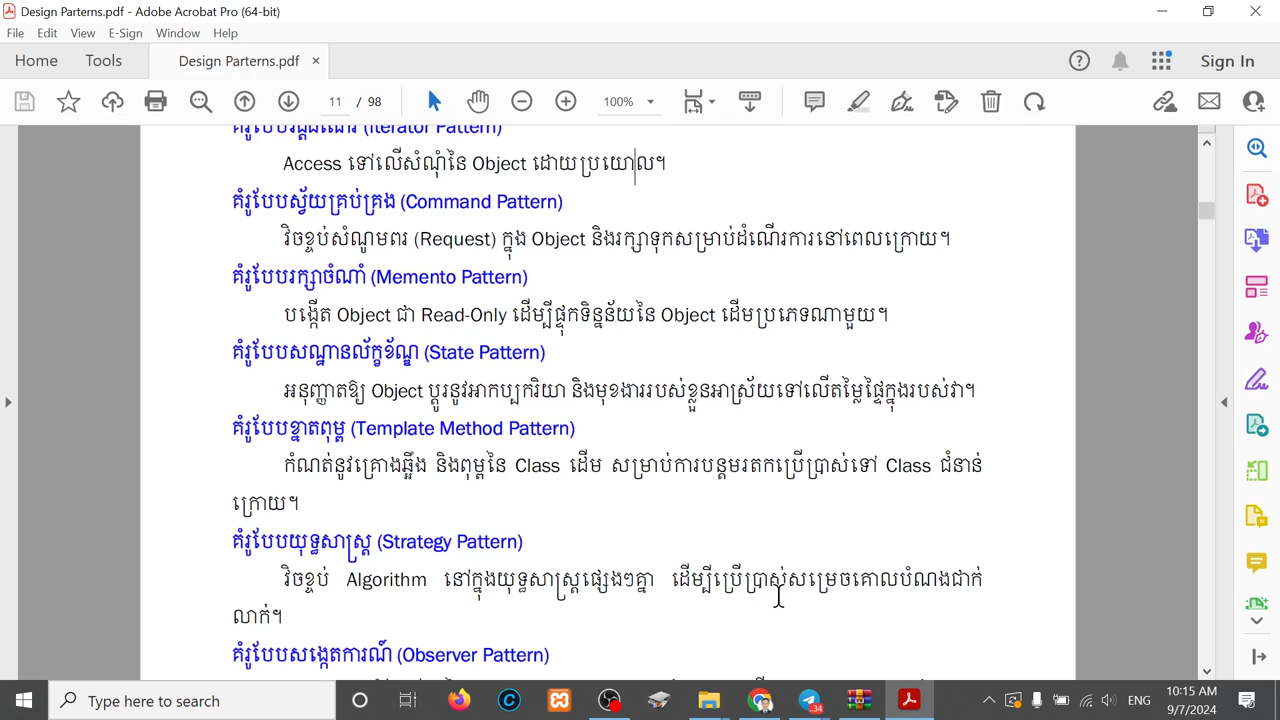 Design Parterns.pdf - Adobe Acrobat Pro (64-bit)
File Edit View E-Sign Window Help
Home Tools Design Parterns.pdf × Sign In
11 / 98 100%
គំរូបែប (Iterator Pattern)
Access ទៅលើសំណុំនៃ Object ដោយប្រយោល។
គំរូបែបស្វ័យគ្រប់គ្រង (Command Pattern)
វិចខ្ចប់សំណូមពរ (Request) ក្នុង Object និងរក្សាទុកសម្រាប់ដំណើរការនៅពេលក្រោយ។
គំរូបែបរក្សាចំណាំ (Memento Pattern)
បង្កើត Object ជា Read-Only ដើម្បីផ្ទុកទិន្នន័យនៃ Object ដើមប្រភេទណាមួយ។
គំរូបែបសណ្ឋានល័ក្ខខ័ណ្ឌ (State Pattern)
អនុញ្ញាតឱ្យ Object ប្តូរនូវអាកប្បករិយា និងមុខងាររបស់ខ្លួនអាស្រ័យទៅលើតម្លៃផ្ទៃក្នុងរបស់វា។
គំរូបែបខ្នាតពុម្ព (Template Method Pattern)
កំណត់នូវគ្រោងឆ្អឹង និងពុម្ពនៃ Class ដើម សម្រាប់ការបន្តមរតកប្រើប្រាស់ទៅ Class ជំនាន់
ក្រោយ។
គំរូបែបយុទ្ធសាស្ត្រ (Strategy Pattern)
វិចខ្ចប់ Algorithm នៅក្នុងយុទ្ធសាស្ត្រផ្សេងៗគ្នា ដើម្បីប្រើប្រាស់សម្រេចគោលបំណងជាក់
លាក់។
គំរូបែបសង្កេតការណ៍ (Observer Pattern)
Type here to search 34 ENG 10:15 AM
9/7/2024